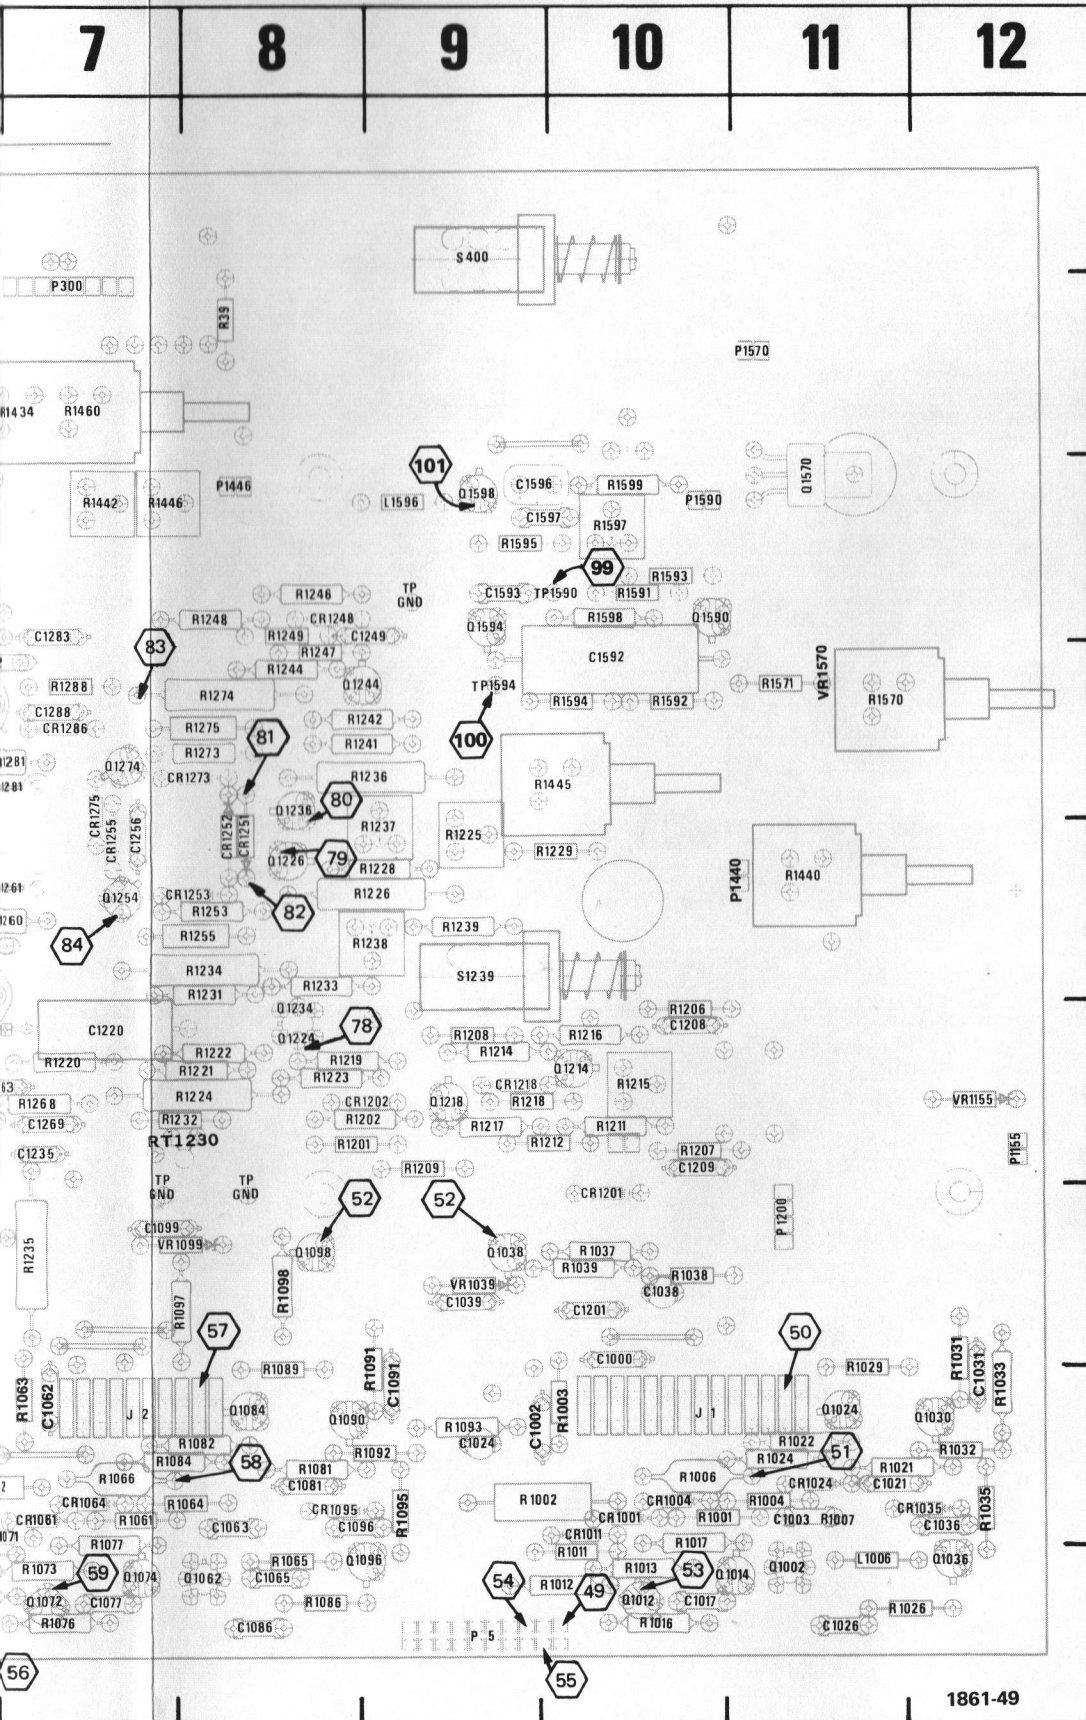 7 8 9 10 11 12
S400
P300
R39
P1570
R1434 R1460
101
Q1570
P1446 C1596 R1599
R1442 R1446 L1596 Q1598 P1590
C1597 R1597
R1595
99
R1593
R1246 TP GND C1593 TP1590 R1591
R1248 CR1248 R1598 Q1590
C1283 R1249 C1249 Q1594
83 R1247 C1592
R1244
R1288 R1274 Q1244 TP1594 R1571 VR1570 R1570
C1288 R1594 R1592
CR1286 R1275 R1242
81 100
R1273 R1241
1281 Q1274
CR1273 R1236 R1445
1281
80
CR1275 CR1255 C1256 CR1252 CR1251 Q1236 R1237 R1225
79 R1229
Q1226 R1228 P1440 R1440
1261 Q1254 CR1253 R1226
1260 R1253 82
R1239
84 R1255 R1238
R1234 S1239
R1233
R1231
Q1234 R1206
C1220 78 C1208
Q1224 R1208 R1216
R1220 R1222 R1219 R1214
R1221 R1223 Q1214
63 R1224 CR1218 R1215
R1268 CR1202 Q1218 R1218 VR1155
C1269 R1232 R1202 R1217 R1211
RT1230 R1201 R1212 P1155
C1235 R1207
R1209 C1209
TP GND TP GND 52 52 CR1201
P1200
C1099
R1235 VR1099 Q1098 Q1038 R1037
R1039
R1098 VR1039 R1038
C1039 C1038
R1097 C1201
57 50
R1063 C1062 R1089 R1091 C1091 C1000 R1029 R1031 C1031 R1033
J 2 Q1084 Q1090 C1002 R1003 J 1 Q1024 Q1030
R1093
R1082 C1024 R1022
R1084 58 R1092 R1024 51 R1032
R1066 R1081 R1006 R1021
2 C1081 CR1024 C1021
CR1064 R1064 CR1095 R1095 R1002 CR1004 R1004 CR1035 R1035
CR1061 R1061 C1063 C1096 CR1001 R1001 C1003 R1007 C1036
1071 CR1011
R1077 R1011 R1017
R1073 59 Q1074 Q1062 R1065 Q1096 R1013 53 Q1014 Q1002 L1006 Q1036
C1065 54 R1012 49
Q1072 C1077 R1086 Q1012 C1017 R1026
R1076 C1086 P 5 R1016 C1026
56 55
1861-49